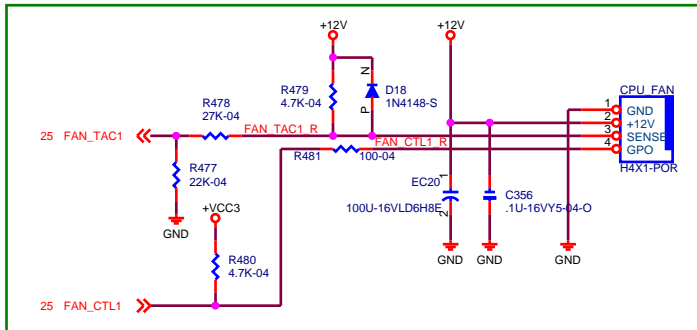 +12V
+12V
R479
4.7K-04
N
P
D18
1N4148-S
CPU_FAN
1 GND
2 +12V
3 SENSE
4 GPO
H4X1-POR
R478
27K-04
25 FAN_TAC1
FAN_TAC1_R
FAN_CTL1_R
R481
100-04
R477
22K-04
GND
+VCC3
EC20
1
2
100U-16VLD6H8E
C356
.1U-16VY5-04-O
GND
GND
GND
R480
4.7K-04
25 FAN_CTL1